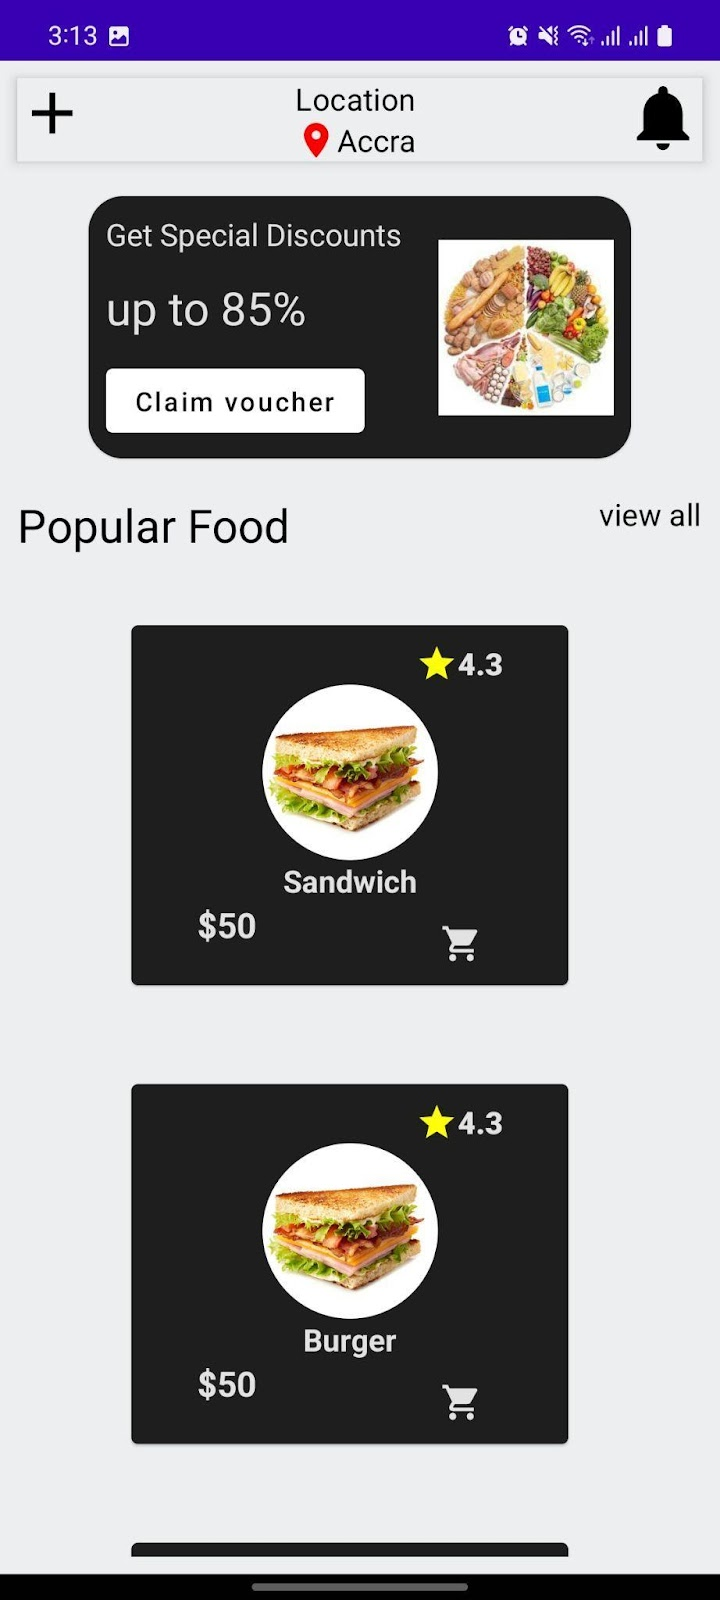 3:13
Location
Accra
Get Special Discounts
up to 85%
Claim voucher
Popular Food
view all
4.3
Sandwich
$50
4.3
Burger
$50